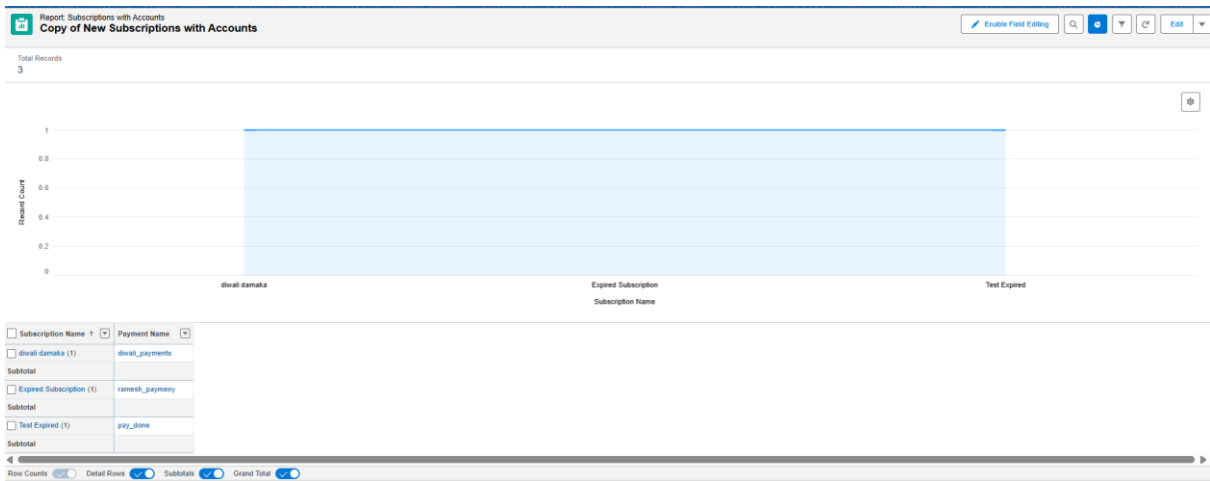 Report: Subscriptions with Accounts
Copy of New Subscriptions with Accounts
Enable Field Editing
Edit
Total Records
3
1
0.8
0.6
0.4
0.2
0
Record Count
diwali damaka Expired Subscription Test Expired
Subscription Name
Subscription Name ↑ Payment Name
diwali damaka (1) diwali_payments
Subtotal
Expired Subscription (1) ramesh_paymeny
Subtotal
Test Expired (1) pay_done
Subtotal
Row Counts Detail Rows Subtotals Grand Total